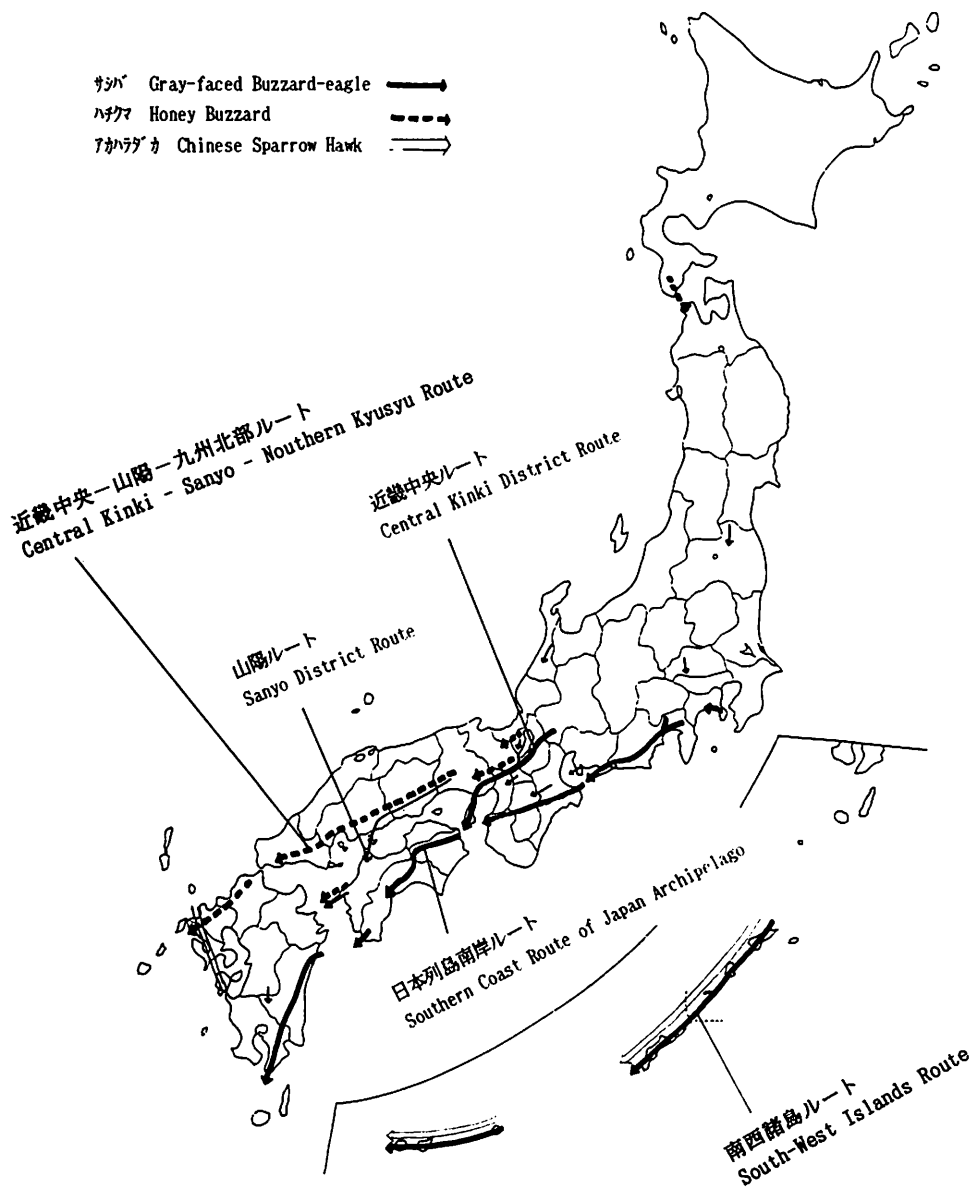 サシバ Gray-faced Buzzard-eagle
ハチクマ Honey Buzzard
アカハラダカ Chinese Sparrow Hawk
近畿中央－山陽－九州北部ルート
Central Kinki - Sanyo - Nouthern Kyusyu Route
近畿中央ルート
Central Kinki District Route
山陽ルート
Sanyo District Route
日本列島南岸ルート
Southern Coast Route of Japan Archipelago
南西諸島ルート
South-West Islands Route